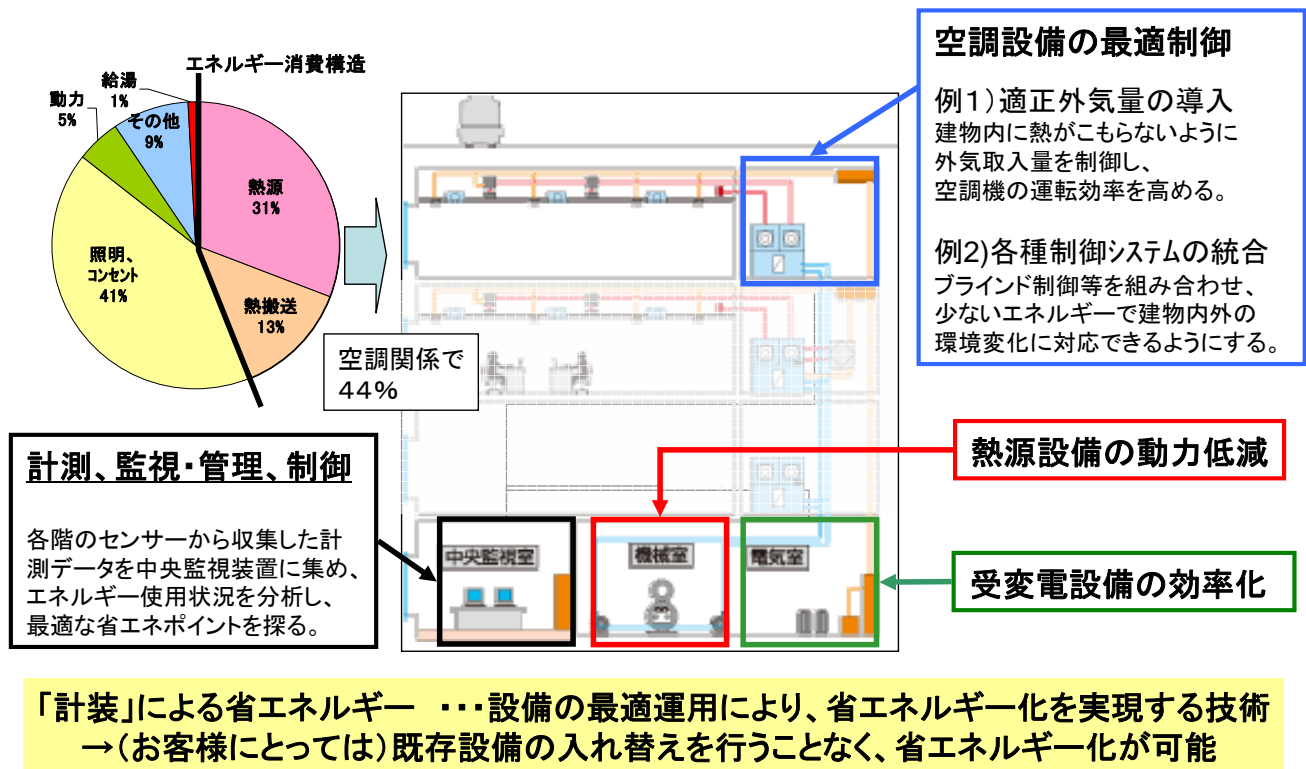 エネルギー消費構造
給湯
1%
動力
5%
その他
9%
熱源
31%
照明、
コンセント
41%
熱搬送
13%
空調関係で
44%
空調設備の最適制御
例1）適正外気量の導入
建物内に熱がこもらないように
外気取入量を制御し、
空調機の運転効率を高める。
例2)各種制御システムの統合
ブラインド制御等を組み合わせ、
少ないエネルギーで建物内外の
環境変化に対応できるようにする。
計測、監視・管理、制御
各階のセンサーから収集した計
測データを中央監視装置に集め、
エネルギー使用状況を分析し、
最適な省エネポイントを探る。
熱源設備の動力低減
中央監視室
機械室
電気室
受変電設備の効率化
「計装」による省エネルギー ・・・設備の最適運用により、省エネルギー化を実現する技術
→（お客様にとっては）既存設備の入れ替えを行うことなく、省エネルギー化が可能